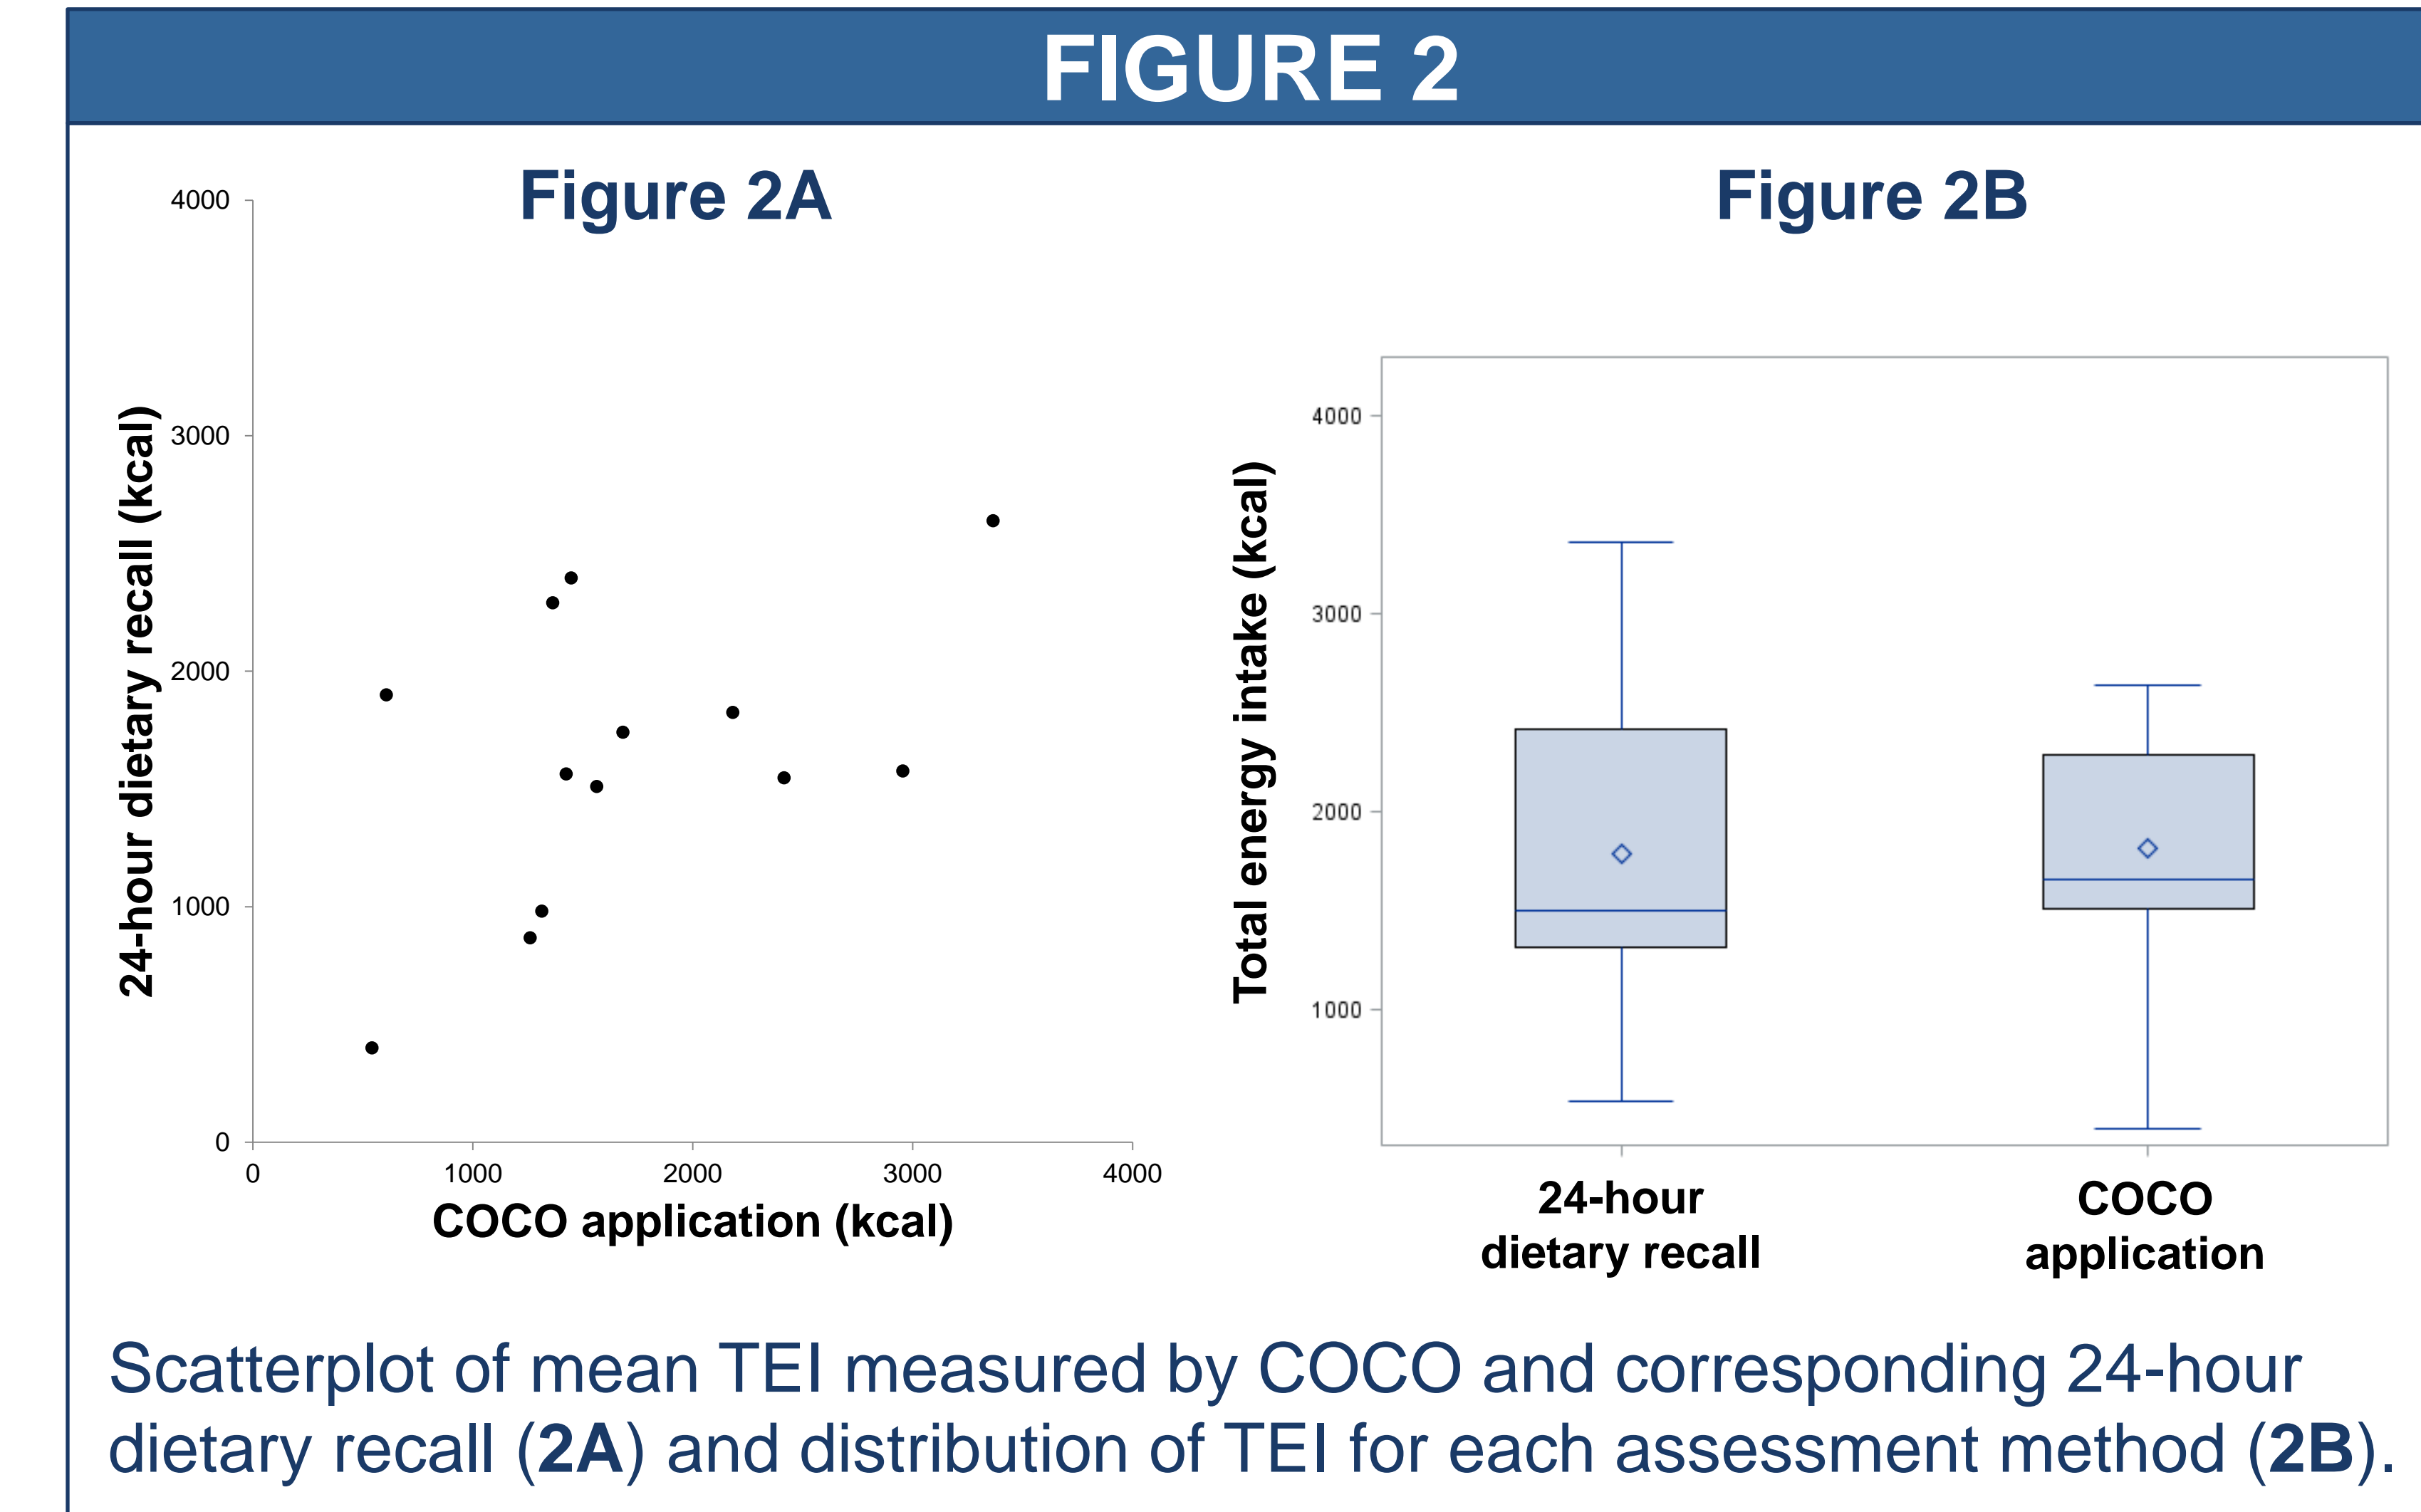 FIGURE 2
Figure 2A
4000
3000
2000
1000
0
24-hour dietary recall (kcal)
0 1000 2000 3000 4000
COCO application (kcal)
Figure 2B
4000
3000
2000
1000
Total energy intake (kcal)
24-hour
dietary recall
COCO
application
Scatterplot of mean TEI measured by COCO and corresponding 24-hour
dietary recall (2A) and distribution of TEI for each assessment method (2B).